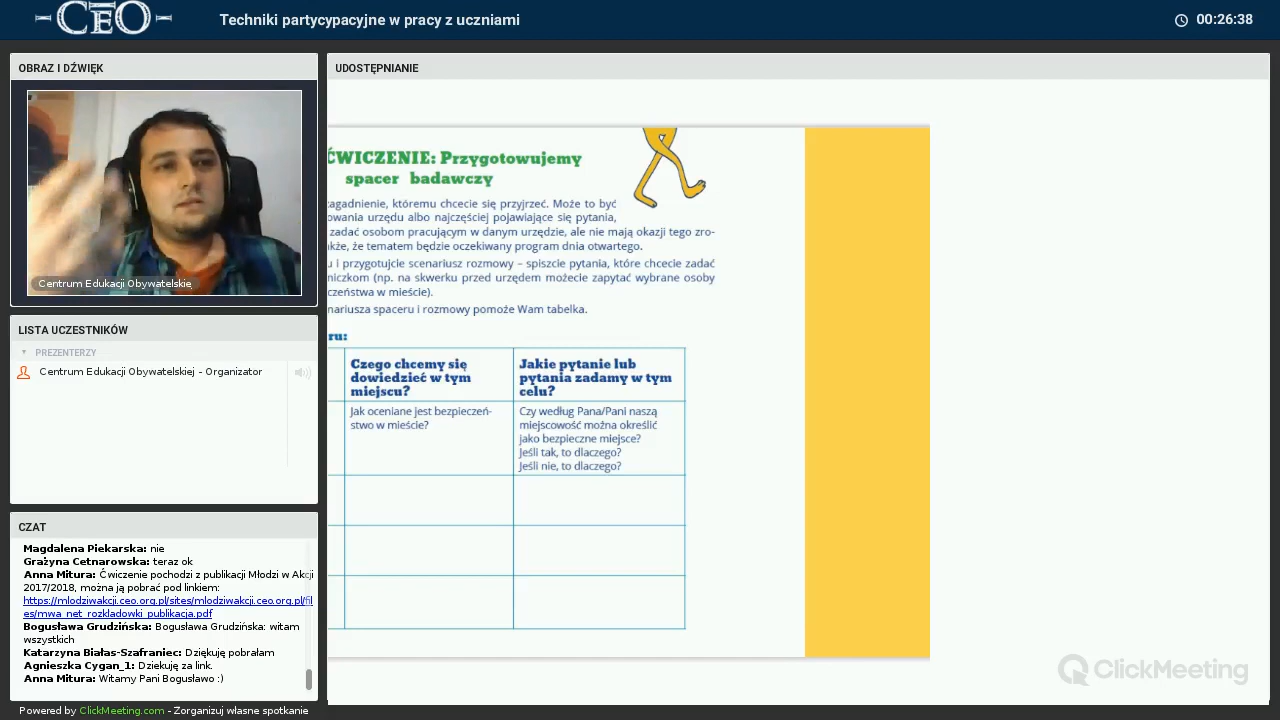 CEO
Techniki partycypacyjne w pracy z uczniami
00:26:38
OBRAZ I DŹWIĘK
Centrum Edukacji Obywatelskie
LISTA UCZESTNIKÓW
PREZENTERZY
Centrum Edukacji Obywatelskiej - Organizator
CZAT
Magdalena Piekarska: nie
Grażyna Cetnarowska: teraz ok
Anna Mitura: Ćwiczenie pochodzi z publikacji Młodzi w Akcji
2017/2018, można ją pobrać pod linkiem:
https://mlodziwakcji.ceo.org.pl/sites/mlodziwakcji.ceo.org.pl/fil
es/mwa_net_rozkladowki_publikacja.pdf
Bogusława Grudzińska: Bogusława Grudzińska: witam
wszystkich
Katarzyna Białas-Szafraniec: Dziękuję pobrałam
Agnieszka Cygan_1: Dziekuję za link.
Anna Mitura: Witamy Pani Bogusławo :)
Powered by ClickMeeting.com - Zorganizuj własne spotkanie
UDOSTĘPNIANIE
ĆWICZENIE: Przygotowujemy
spacer badawczy
zagadnienie, któremu chcecie się przyjrzeć. Może to być
owania urzędu albo najczęściej pojawiające się pytania,
zadać osobom pracującym w danym urzędzie, ale nie mają okazji tego zro-
kże, że tematem będzie oczekiwany program dnia otwartego.
u i przygotujcie scenariusz rozmowy – spiszcie pytania, które chcecie zadać
niczkom (np. na skwerku przed urzędem możecie zapytać wybrane osoby
czeństwa w mieście).
nariusza spaceru i rozmowy pomoże Wam tabelka.
ru:
Czego chcemy się
dowiedzieć w tym
miejscu?
Jakie pytanie lub
pytania zadamy w tym
celu?
Jak oceniane jest bezpieczeń-
stwo w mieście?
Czy według Pana/Pani naszą
miejscowość można określić
jako bezpieczne miejsce?
Jeśli tak, to dlaczego?
Jeśli nie, to dlaczego?
ClickMeeting